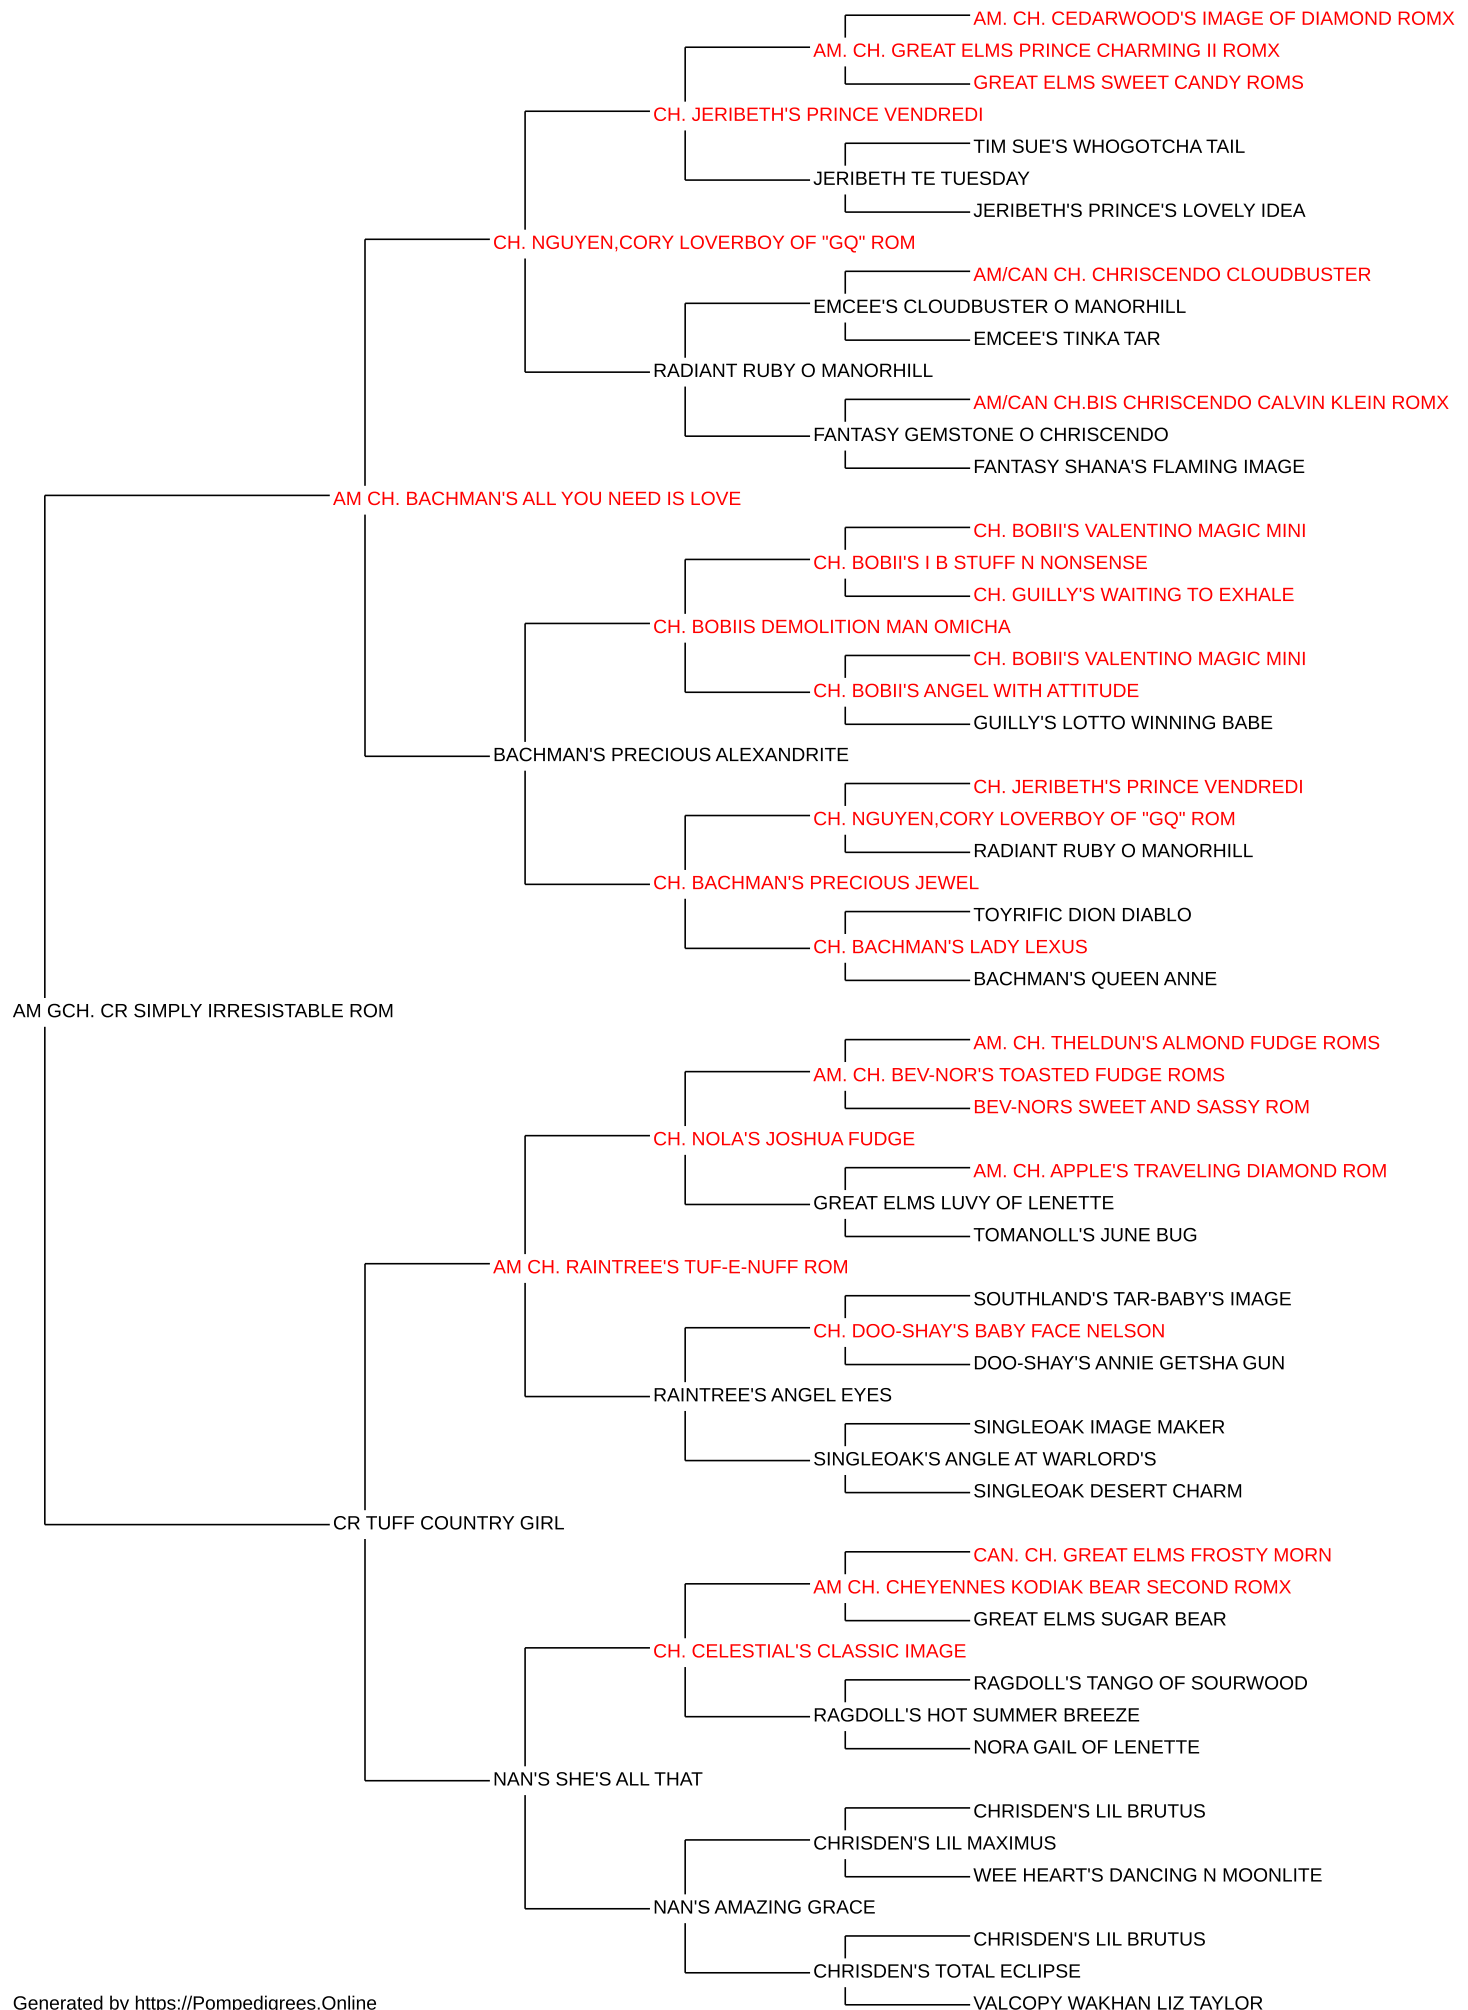 AM. CH. CEDARWOOD'S IMAGE OF DIAMOND ROMX
AM. CH. GREAT ELMS PRINCE CHARMING II ROMX
GREAT ELMS SWEET CANDY ROMS
CH. JERIBETH'S PRINCE VENDREDI
TIM SUE'S WHOGOTCHA TAIL
JERIBETH TE TUESDAY
JERIBETH'S PRINCE'S LOVELY IDEA
CH. NGUYEN,CORY LOVERBOY OF "GQ" ROM
AM/CAN CH. CHRISCENDO CLOUDBUSTER
EMCEE'S CLOUDBUSTER O MANORHILL
EMCEE'S TINKA TAR
RADIANT RUBY O MANORHILL
AM/CAN CH.BIS CHRISCENDO CALVIN KLEIN ROMX
FANTASY GEMSTONE O CHRISCENDO
FANTASY SHANA'S FLAMING IMAGE
AM CH. BACHMAN'S ALL YOU NEED IS LOVE
CH. BOBII'S VALENTINO MAGIC MINI
CH. BOBII'S I B STUFF N NONSENSE
CH. GUILLY'S WAITING TO EXHALE
CH. BOBIIS DEMOLITION MAN OMICHA
CH. BOBII'S VALENTINO MAGIC MINI
CH. BOBII'S ANGEL WITH ATTITUDE
GUILLY'S LOTTO WINNING BABE
BACHMAN'S PRECIOUS ALEXANDRITE
CH. JERIBETH'S PRINCE VENDREDI
CH. NGUYEN,CORY LOVERBOY OF "GQ" ROM
RADIANT RUBY O MANORHILL
CH. BACHMAN'S PRECIOUS JEWEL
TOYRIFIC DION DIABLO
CH. BACHMAN'S LADY LEXUS
BACHMAN'S QUEEN ANNE
AM GCH. CR SIMPLY IRRESISTABLE ROM
AM. CH. THELDUN'S ALMOND FUDGE ROMS
AM. CH. BEV-NOR'S TOASTED FUDGE ROMS
BEV-NORS SWEET AND SASSY ROM
CH. NOLA'S JOSHUA FUDGE
AM. CH. APPLE'S TRAVELING DIAMOND ROM
GREAT ELMS LUVY OF LENETTE
TOMANOLL'S JUNE BUG
AM CH. RAINTREE'S TUF-E-NUFF ROM
SOUTHLAND'S TAR-BABY'S IMAGE
CH. DOO-SHAY'S BABY FACE NELSON
DOO-SHAY'S ANNIE GETSHA GUN
RAINTREE'S ANGEL EYES
SINGLEOAK IMAGE MAKER
SINGLEOAK'S ANGLE AT WARLORD'S
SINGLEOAK DESERT CHARM
CR TUFF COUNTRY GIRL
CAN. CH. GREAT ELMS FROSTY MORN
AM CH. CHEYENNES KODIAK BEAR SECOND ROMX
GREAT ELMS SUGAR BEAR
CH. CELESTIAL'S CLASSIC IMAGE
RAGDOLL'S TANGO OF SOURWOOD
RAGDOLL'S HOT SUMMER BREEZE
NORA GAIL OF LENETTE
NAN'S SHE'S ALL THAT
CHRISDEN'S LIL BRUTUS
CHRISDEN'S LIL MAXIMUS
WEE HEART'S DANCING N MOONLITE
NAN'S AMAZING GRACE
CHRISDEN'S LIL BRUTUS
CHRISDEN'S TOTAL ECLIPSE
VALCOPY WAKHAN LIZ TAYLOR
Generated by https://Pompedigrees.Online